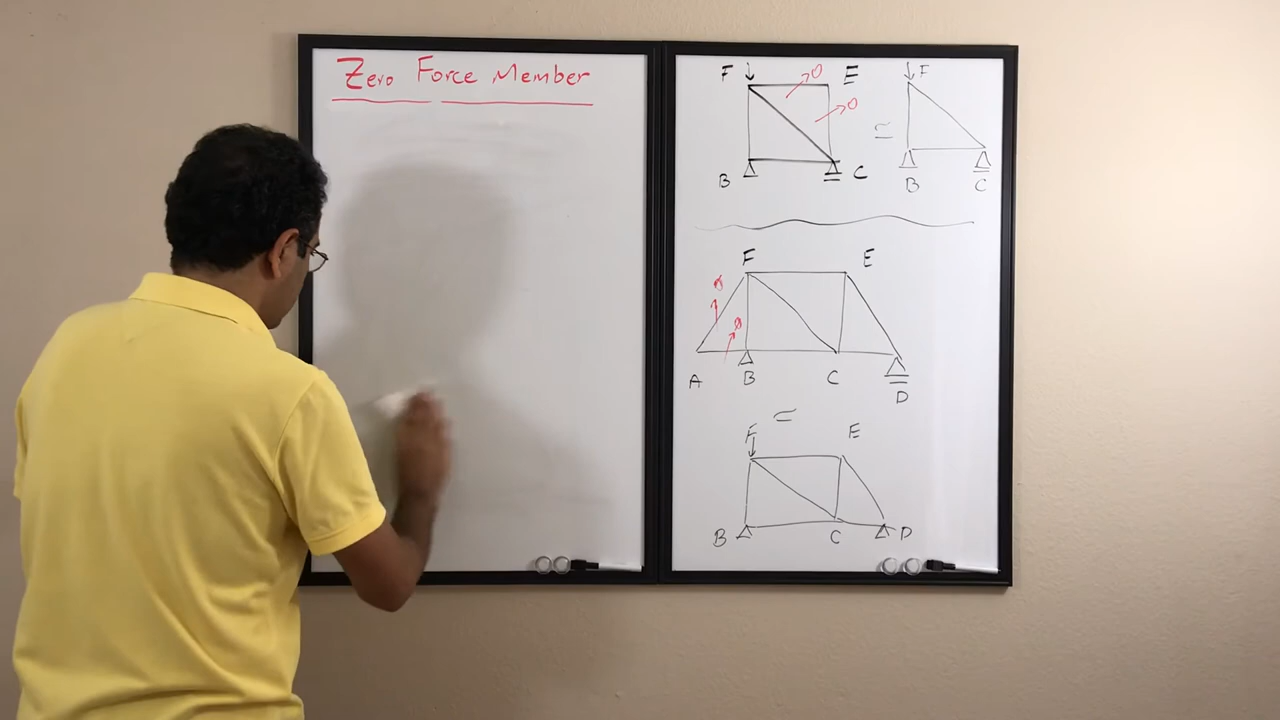 Zero Force Member
F 0 E F
0
=
B C B C
F E
0
0
A B C D
=
F E
B C D